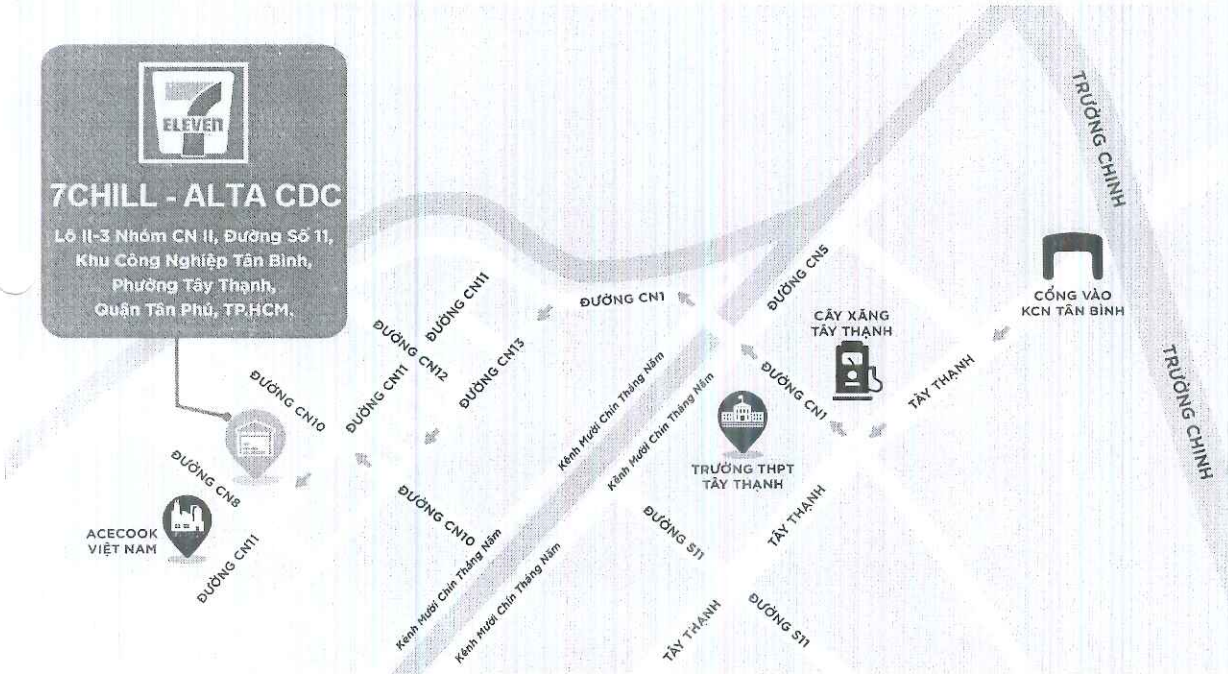 7
ELEVEn
7CHILL - ALTA CDC
Lô II-3 Nhóm CN II, Đường Số 11,
Khu Công Nghiệp Tân Bình,
Phường Tây Thạnh,
Quận Tân Phú, TP.HCM.
TRƯỜNG CHINH
CỔNG VÀO
KCN TÂN BÌNH
TRƯỜNG CHINH
ĐƯỜNG CN5
ĐƯỜNG CN1
ĐƯỜNG CN11
ĐƯỜNG CN12
ĐƯỜNG CN13
CÂY XĂNG
TÂY THẠNH
TÂY THẠNH
ĐƯỜNG CN1
ĐƯỜNG CN10
ĐƯỜNG CN11
Kênh Mười Chín Tháng Năm
Kênh Mười Chín Tháng Năm
TRƯỜNG THPT
TÂY THẠNH
ĐƯỜNG CN8
ACECOOK
VIỆT NAM
ĐƯỜNG CN11
ĐƯỜNG CN10
Kênh Mười Chín Tháng Năm
Kênh Mười Chín Tháng Năm
ĐƯỜNG S11
TÂY THẠNH
TÂY THẠNH
ĐƯỜNG S11